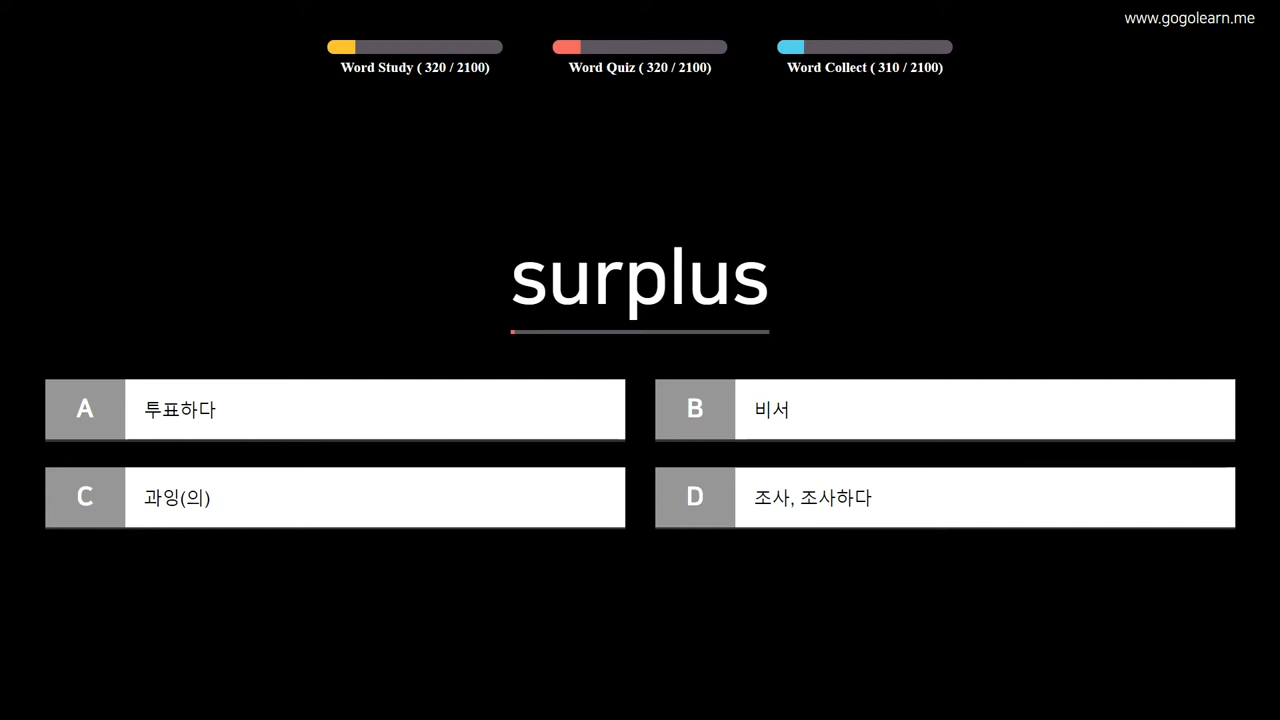 www.gogolearn.me
Word Study ( 320 / 2100)
Word Quiz ( 320 / 2100)
Word Collect ( 310 / 2100)
surplus
A 투표하다
B 비서
C 과잉(의)
D 조사, 조사하다